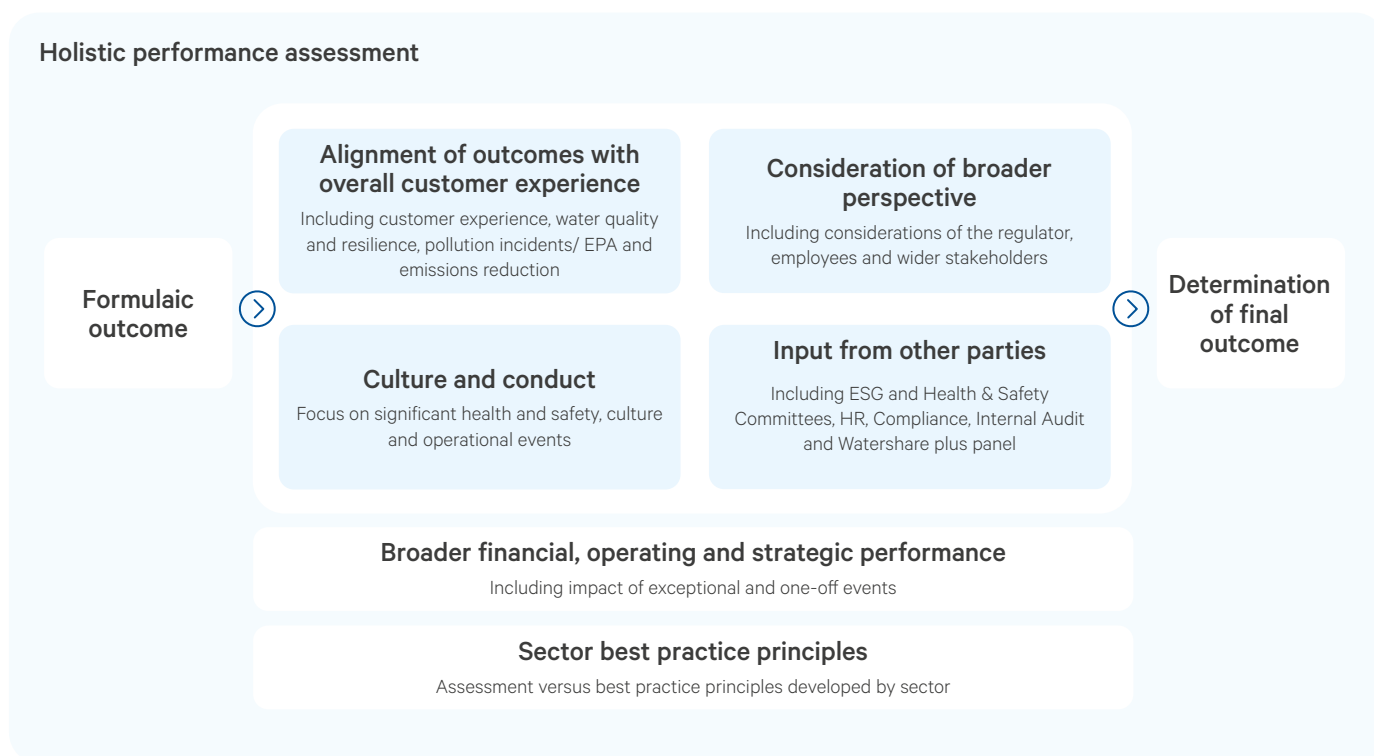 Holistic performance assessment
Formulaic
outcome
Alignment of outcomes with
overall customer experience
Including customer experience, water quality
and resilience, pollution incidents/ EPA and
emissions reduction
Consideration of broader
perspective
Including considerations of the regulator,
employees and wider stakeholders
Culture and conduct
Focus on significant health and safety, culture
and operational events
Input from other parties
Including ESG and Health & Safety
Committees, HR, Compliance, Internal Audit
and Watershare plus panel
Broader financial, operating and strategic performance
Including impact of exceptional and one-off events
Sector best practice principles
Assessment versus best practice principles developed by sector
Determination
of final
outcome